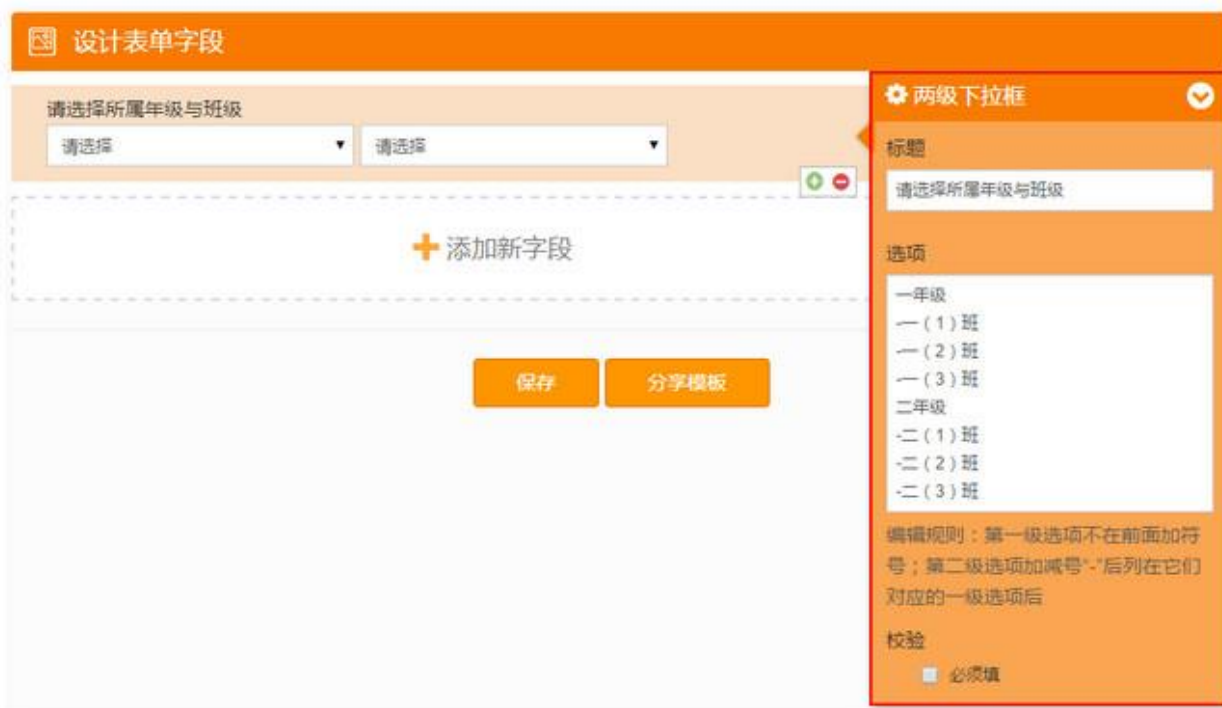 设计表单字段
请选择所属年级与班级
请选择
请选择
添加新字段
保存
分享模板
两级下拉框
标题
请选择所属年级与班级
选项
一年级
-一（1）班
-一（2）班
-一（3）班
二年级
-二（1）班
-二（2）班
-二（3）班
编辑规则：第一级选项不在前面加符
号；第二级选项加减号"-"后列在它们
对应的一级选项后
校验
必须填